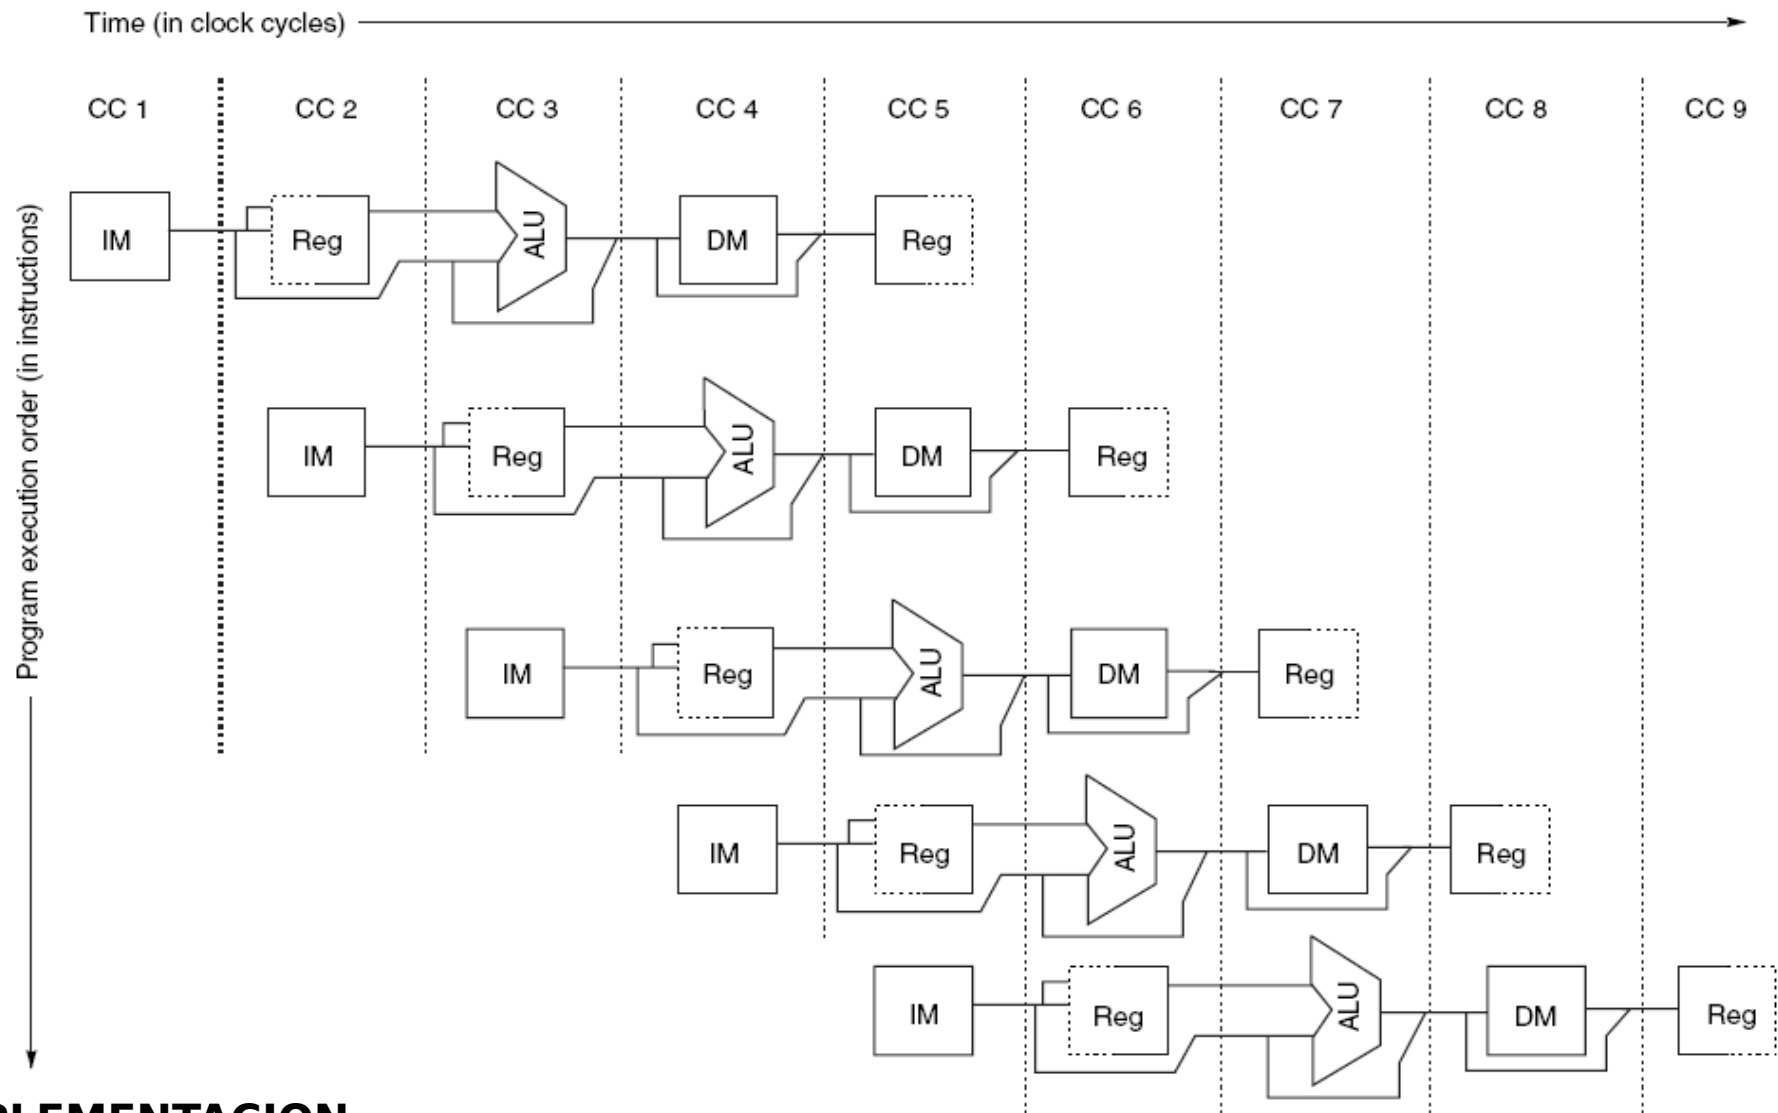 Time (in clock cycles)
CC 1 CC 2 CC 3 CC 4 CC 5 CC 6 CC 7 CC 8 CC 9
Program execution order (in instructions)
IM Reg ALU DM Reg
IM Reg ALU DM Reg
IM Reg ALU DM Reg
IM Reg ALU DM Reg
IM Reg ALU DM Reg
PLEMENTACION